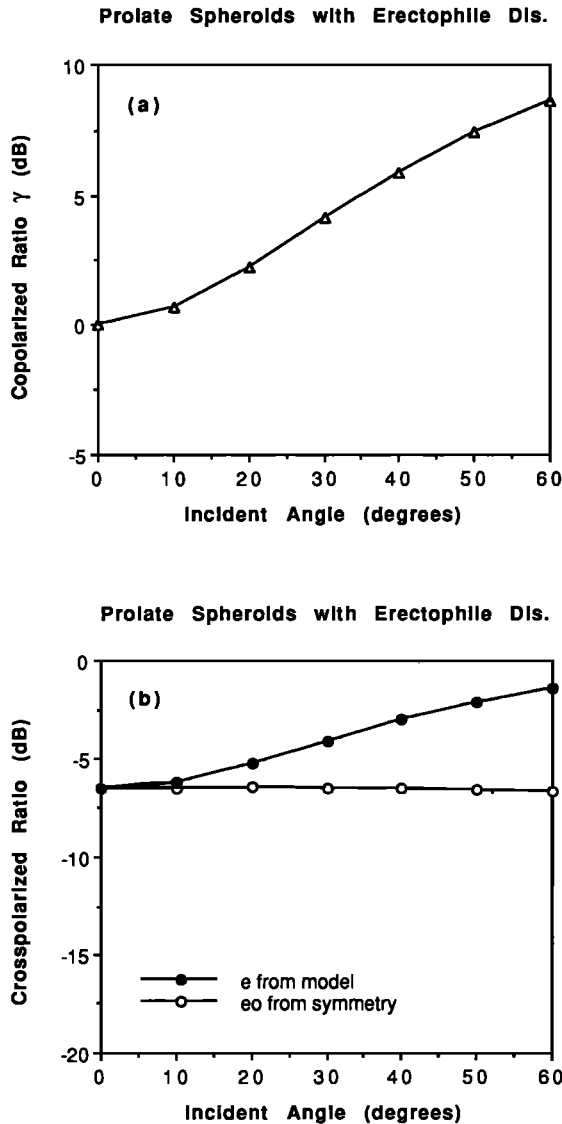 Prolate Spheroids with Erectophile Dis.
10
(a)
5
0
-5
Copolarized Ratio γ (dB)
0 10 20 30 40 50 60
Incident Angle (degrees)
Prolate Spheroids with Erectophile Dis.
0
(b)
-5
-10
-15
-20
Crosspolarized Ratio (dB)
e from model
eo from symmetry
0 10 20 30 40 50 60
Incident Angle (degrees)